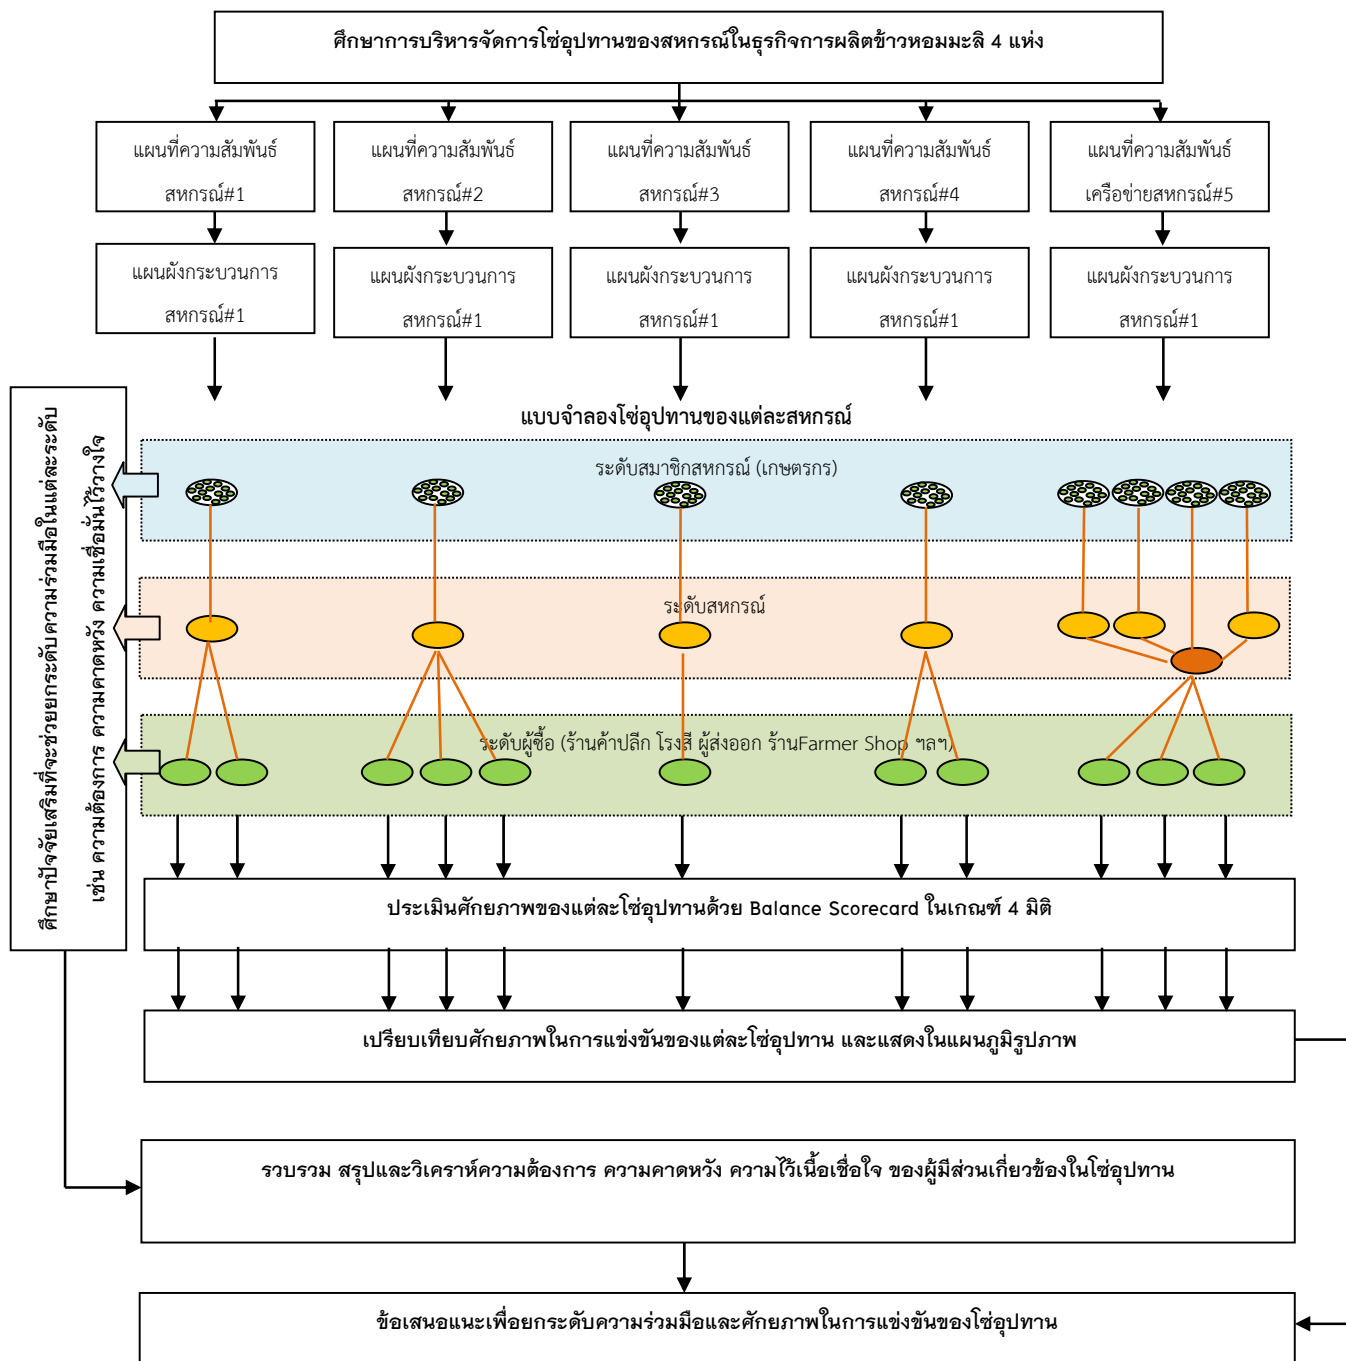 ศึกษาการบริหารจัดการโซ่อุปทานของสหกรณ์ในธุรกิจการผลิตข้าวหอมมะลิ 4 แห่ง
แผนที่ความสัมพันธ์
สหกรณ์#1
แผนที่ความสัมพันธ์
สหกรณ์#2
แผนที่ความสัมพันธ์
สหกรณ์#3
แผนที่ความสัมพันธ์
สหกรณ์#4
แผนที่ความสัมพันธ์
เครือข่ายสหกรณ์#5
แผนผังกระบวนการ
สหกรณ์#1
แผนผังกระบวนการ
สหกรณ์#1
แผนผังกระบวนการ
สหกรณ์#1
แผนผังกระบวนการ
สหกรณ์#1
แผนผังกระบวนการ
สหกรณ์#1
ศึกษาปัจจัยเสริมที่จะช่วยยกระดับความร่วมมือในแต่ละระดับ
เช่น ความต้องการ ความคาดหวัง ความเชื่อมั่นไว้วางใจ
แบบจำลองโซ่อุปทานของแต่ละสหกรณ์
ระดับสมาชิกสหกรณ์ (เกษตรกร)
ระดับสหกรณ์
ระดับผู้ซื้อ (ร้านค้าปลีก โรงสี ผู้ส่งออก ร้านFarmer Shop ฯลฯ)
ประเมินศักยภาพของแต่ละโซ่อุปทานด้วย Balance Scorecard ในเกณฑ์ 4 มิติ
เปรียบเทียบศักยภาพในการแข่งขันของแต่ละโซ่อุปทาน และแสดงในแผนภูมิรูปภาพ
รวบรวม สรุปและวิเคราะห์ความต้องการ ความคาดหวัง ความไว้เนื้อเชื่อใจ ของผู้มีส่วนเกี่ยวข้องในโซ่อุปทาน
ข้อเสนอแนะเพื่อยกระดับความร่วมมือและศักยภาพในการแข่งขันของโซ่อุปทาน